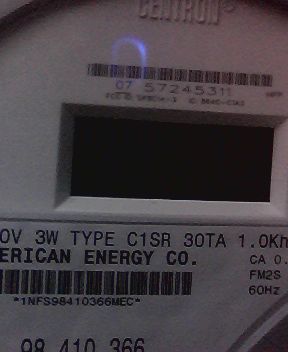 CENTRON®
07 57245311
0V 3W TYPE C1SR 30TA 1.0Kh
ERICAN ENERGY CO.
CA 0.
FM2S
60Hz
*1NFS98410366MEC*
98 410 366